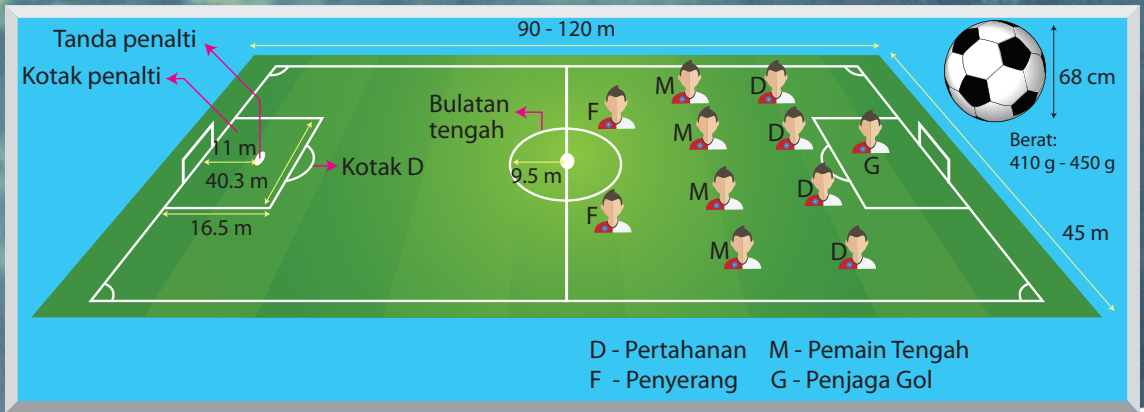 90 - 120 m
Tanda penalti
Kotak penalti
Bulatan
tengah
68 cm
Berat:
410 g - 450 g
11 m
40.3 m
Kotak D
9.5 m
16.5 m
45 m
F
M
D
M
D
G
M
D
F
M
D
D - Pertahanan M - Pemain Tengah
F - Penyerang G - Penjaga Gol